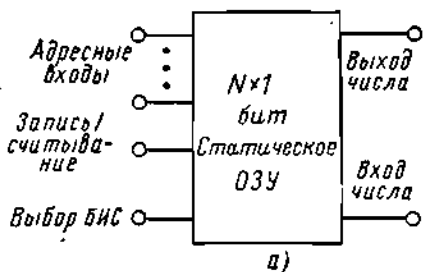 Адресные
входы
Запись/
считыва-
ние
Выбор БИС
N×1
бит
Статическое
ОЗУ
Выход
числа
Вход
числа
а)